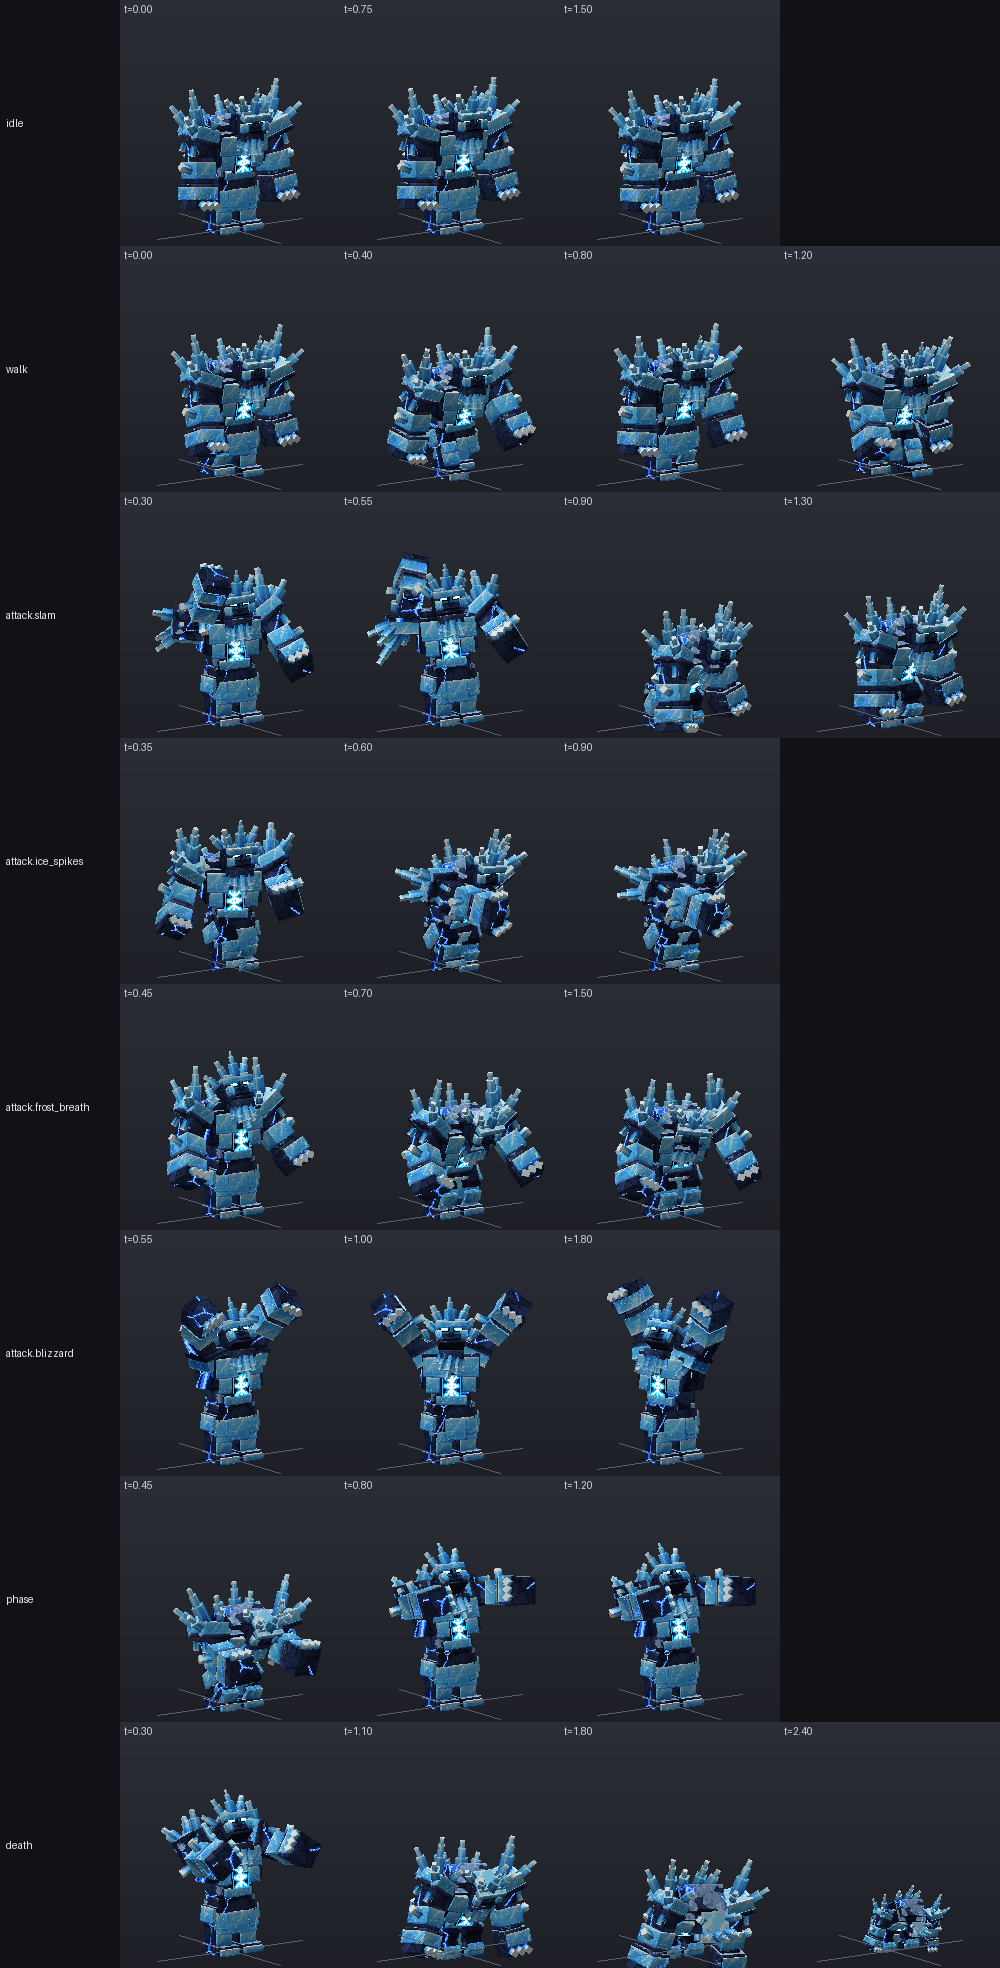 t=0.00 t=0.75 t=1.50
idle
t=0.00 t=0.40 t=0.80 t=1.20
walk
t=0.30 t=0.55 t=0.90 t=1.30
attack.slam
t=0.35 t=0.60 t=0.90
attack.ice_spikes
t=0.45 t=0.70 t=1.50
attack.frost_breath
t=0.55 t=1.00 t=1.80
attack.blizzard
t=0.45 t=0.80 t=1.20
phase
t=0.30 t=1.10 t=1.80 t=2.40
death